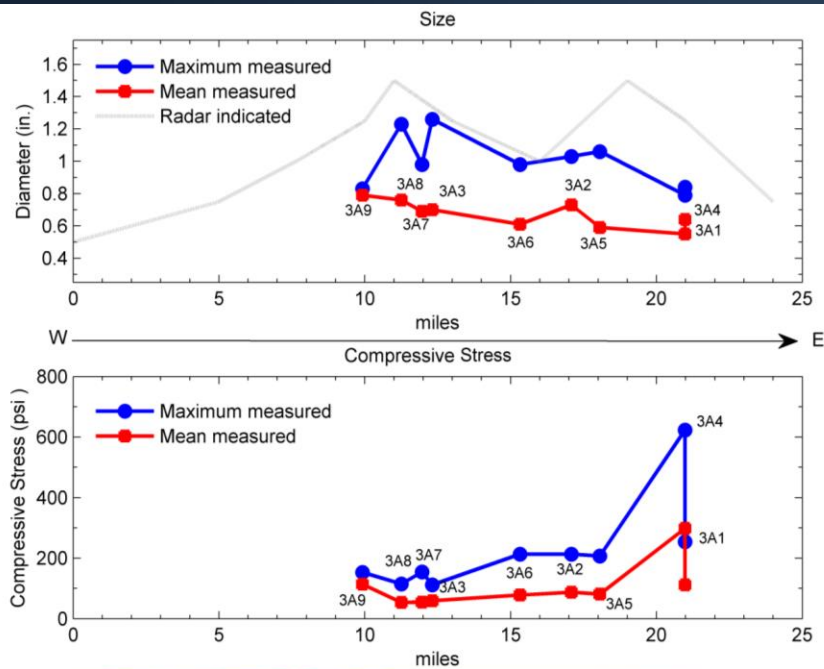 Size
Diameter (in.)
1.6
1.4
1.2
1
0.8
0.6
0.4
Maximum measured
Mean measured
Radar indicated
3A9
3A8
3A7
3A3
3A6
3A2
3A5
3A4
3A1
0 5 10 15 20 25
miles
W E
Compressive Stress
Compressive Stress (psi )
800
600
400
200
0
Maximum measured
Mean measured
3A9
3A8
3A7
3A3
3A6
3A2
3A5
3A4
3A1
0 5 10 15 20 25
miles